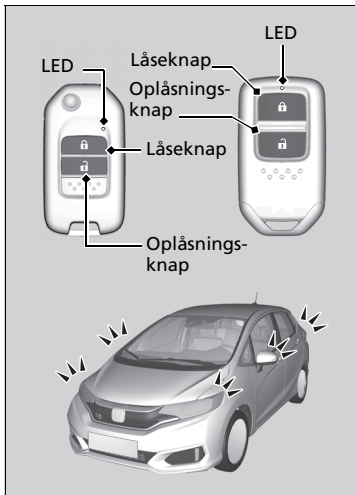 LED
LED
Låseknap
Oplåsnings-
knap
Låseknap
Oplåsnings-
knap